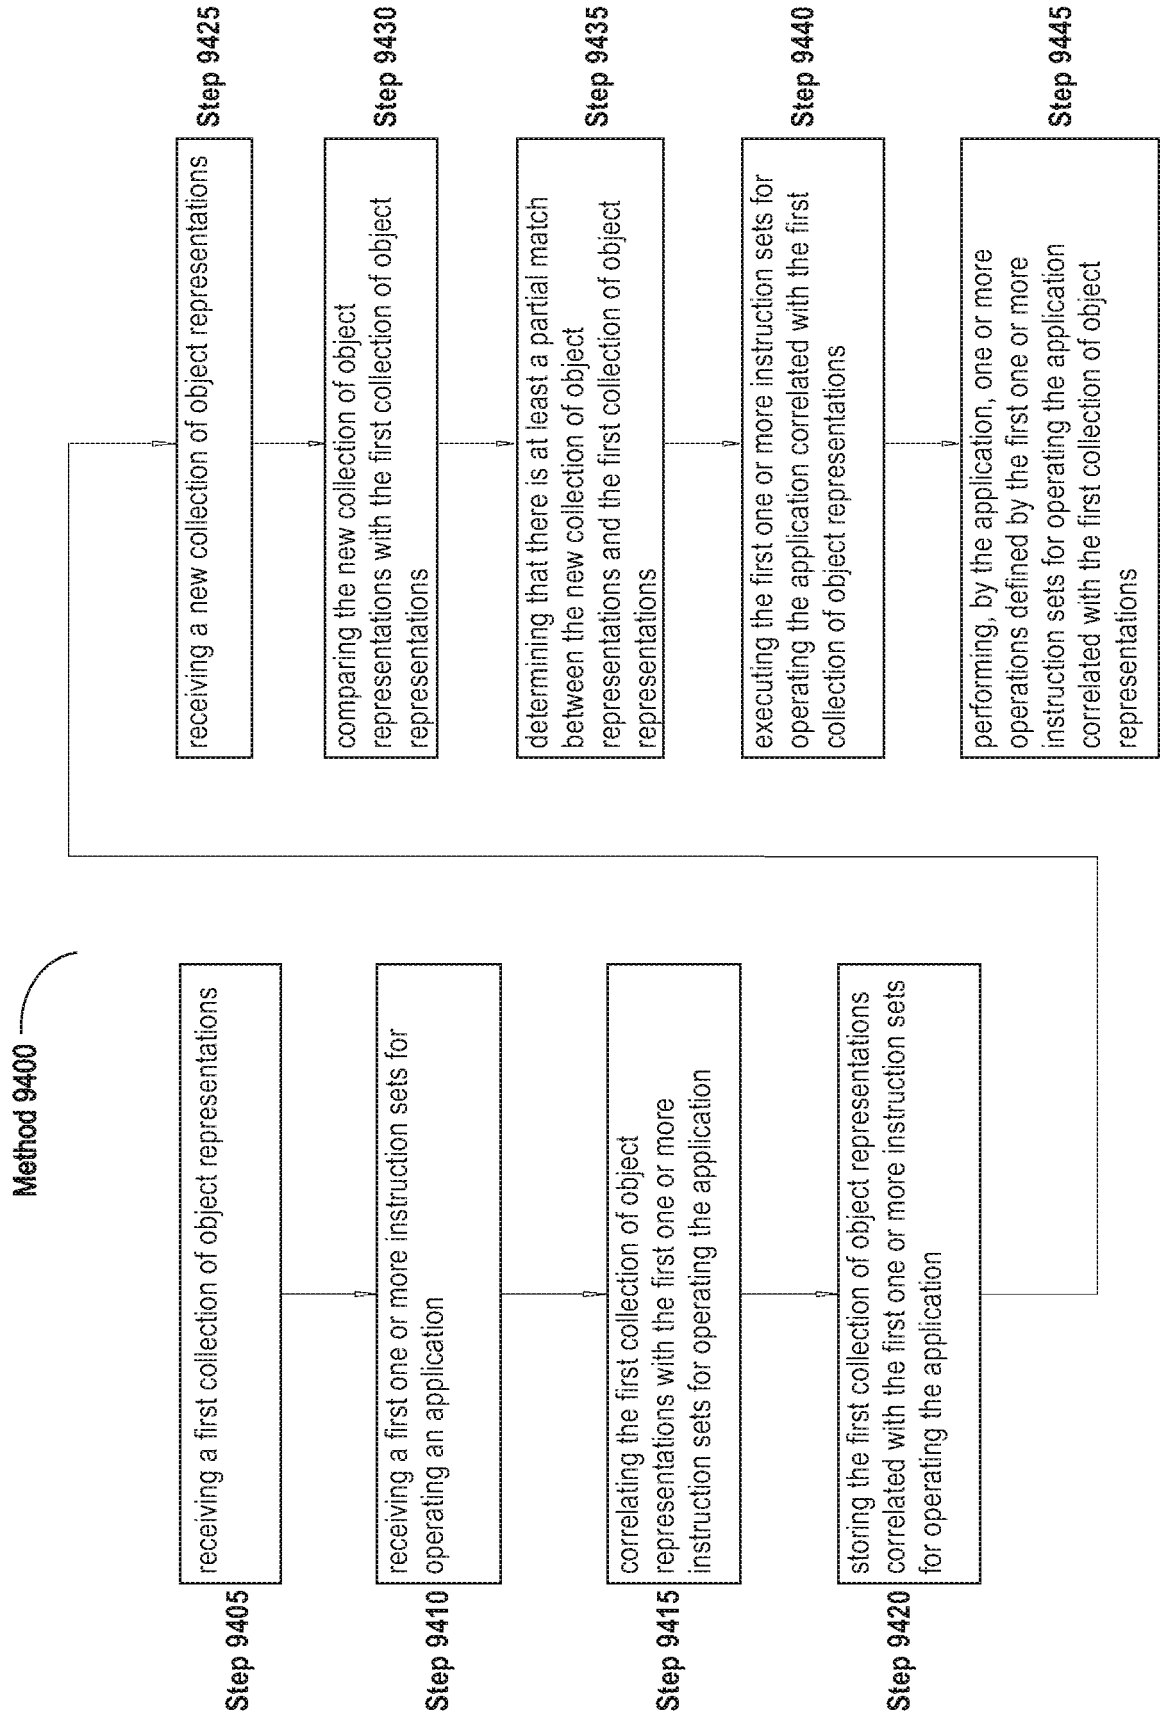 Method 9400
Step 9405
receiving a first collection of object representations
Step 9410
receiving a first one or more instruction sets for
operating an application
Step 9415
correlating the first collection of object
representations with the first one or more
instruction sets for operating the application
Step 9420
storing the first collection of object representations
correlated with the first one or more instruction sets
for operating the application
Step 9425
receiving a new collection of object representations
Step 9430
comparing the new collection of object
representations with the first collection of object
representations
Step 9435
determining that there is at least a partial match
between the new collection of object
representations and the first collection of object
representations
Step 9440
executing the first one or more instruction sets for
operating the application correlated with the first
collection of object representations
Step 9445
performing, by the application, one or more
operations defined by the first one or more
instruction sets for operating the application
correlated with the first collection of object
representations